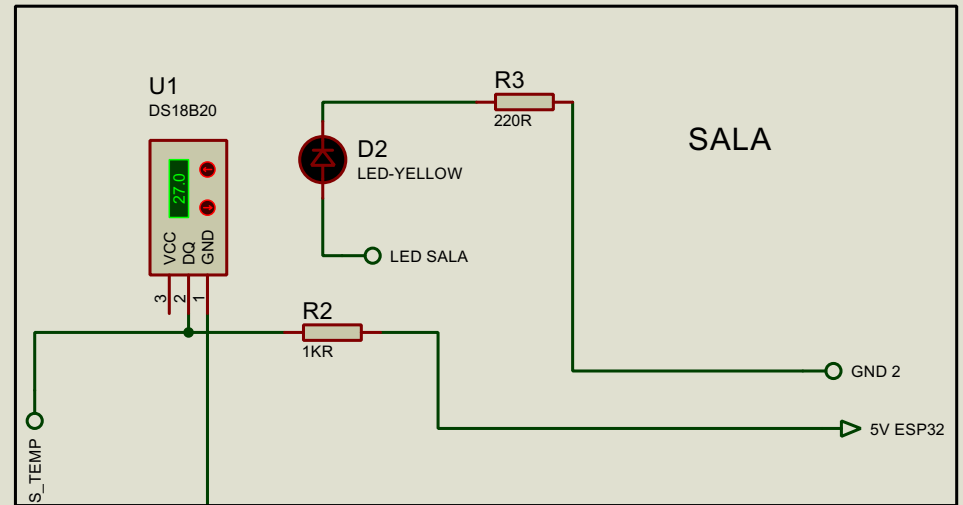 U1
DS18B20
27.0
VCC
DQ
GND
3
2
1
R3
220R
D2
LED-YELLOW
LED SALA
SALA
R2
1KR
GND 2
5V ESP32
S_TEMP